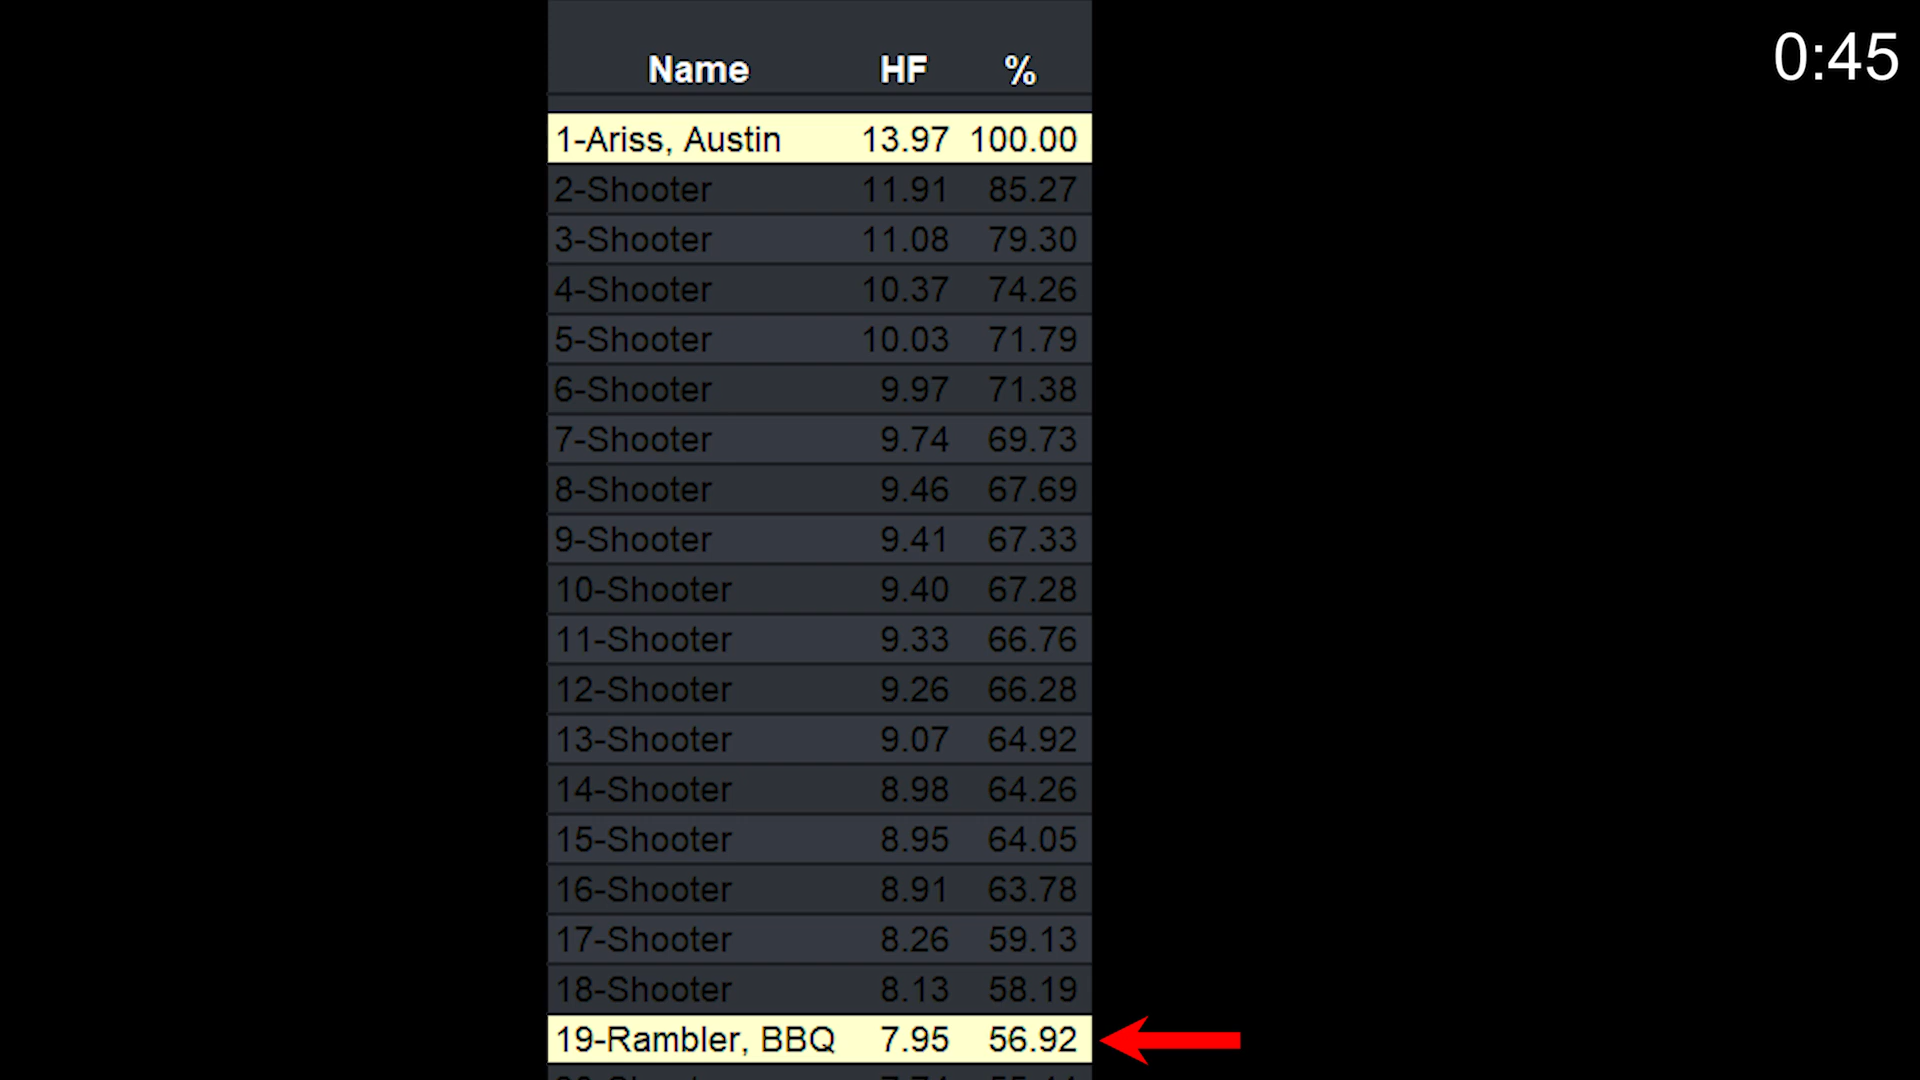 0:45
Name HF %
1-Ariss, Austin 13.97 100.00
2-Shooter 11.91 85.27
3-Shooter 11.08 79.30
4-Shooter 10.37 74.26
5-Shooter 10.03 71.79
6-Shooter 9.97 71.38
7-Shooter 9.74 69.73
8-Shooter 9.46 67.69
9-Shooter 9.41 67.33
10-Shooter 9.40 67.28
11-Shooter 9.33 66.76
12-Shooter 9.26 66.28
13-Shooter 9.07 64.92
14-Shooter 8.98 64.26
15-Shooter 8.95 64.05
16-Shooter 8.91 63.78
17-Shooter 8.26 59.13
18-Shooter 8.13 58.19
19-Rambler, BBQ 7.95 56.92